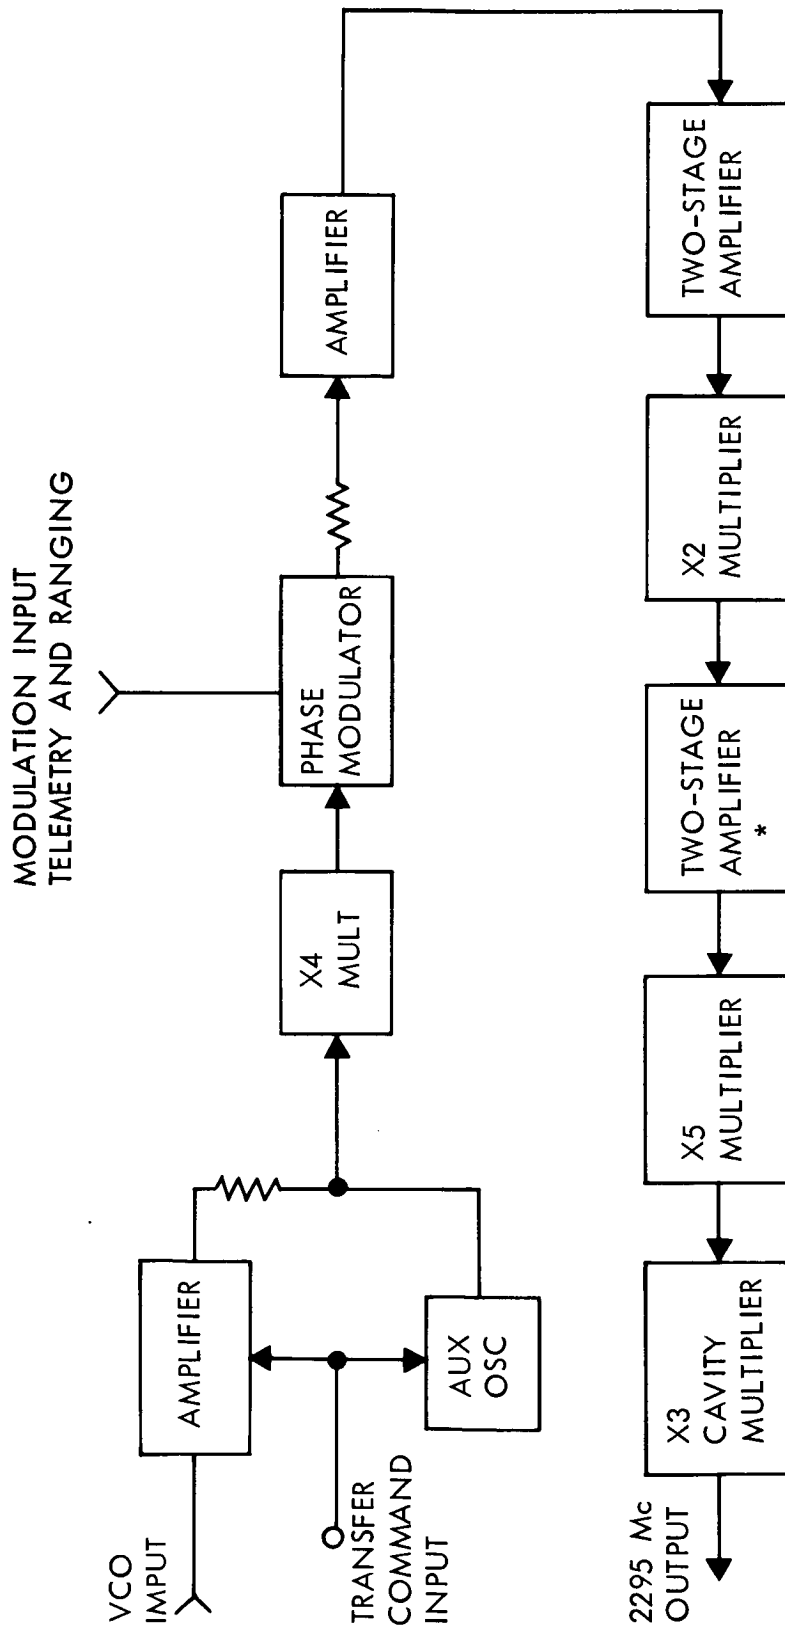 MODULATION INPUT
TELEMETRY AND RANGING
VCO
IMPUT
AMPLIFIER
TRANSFER
COMMAND
INPUT
AUX
OSC
X4
MULT
PHASE
MODULATOR
AMPLIFIER
2295 Mc
OUTPUT
X3
CAVITY
MULTIPLIER
X5
MULTIPLIER
TWO-STAGE
AMPLIFIER
*
X2
MULTIPLIER
TWO-STAGE
AMPLIFIER